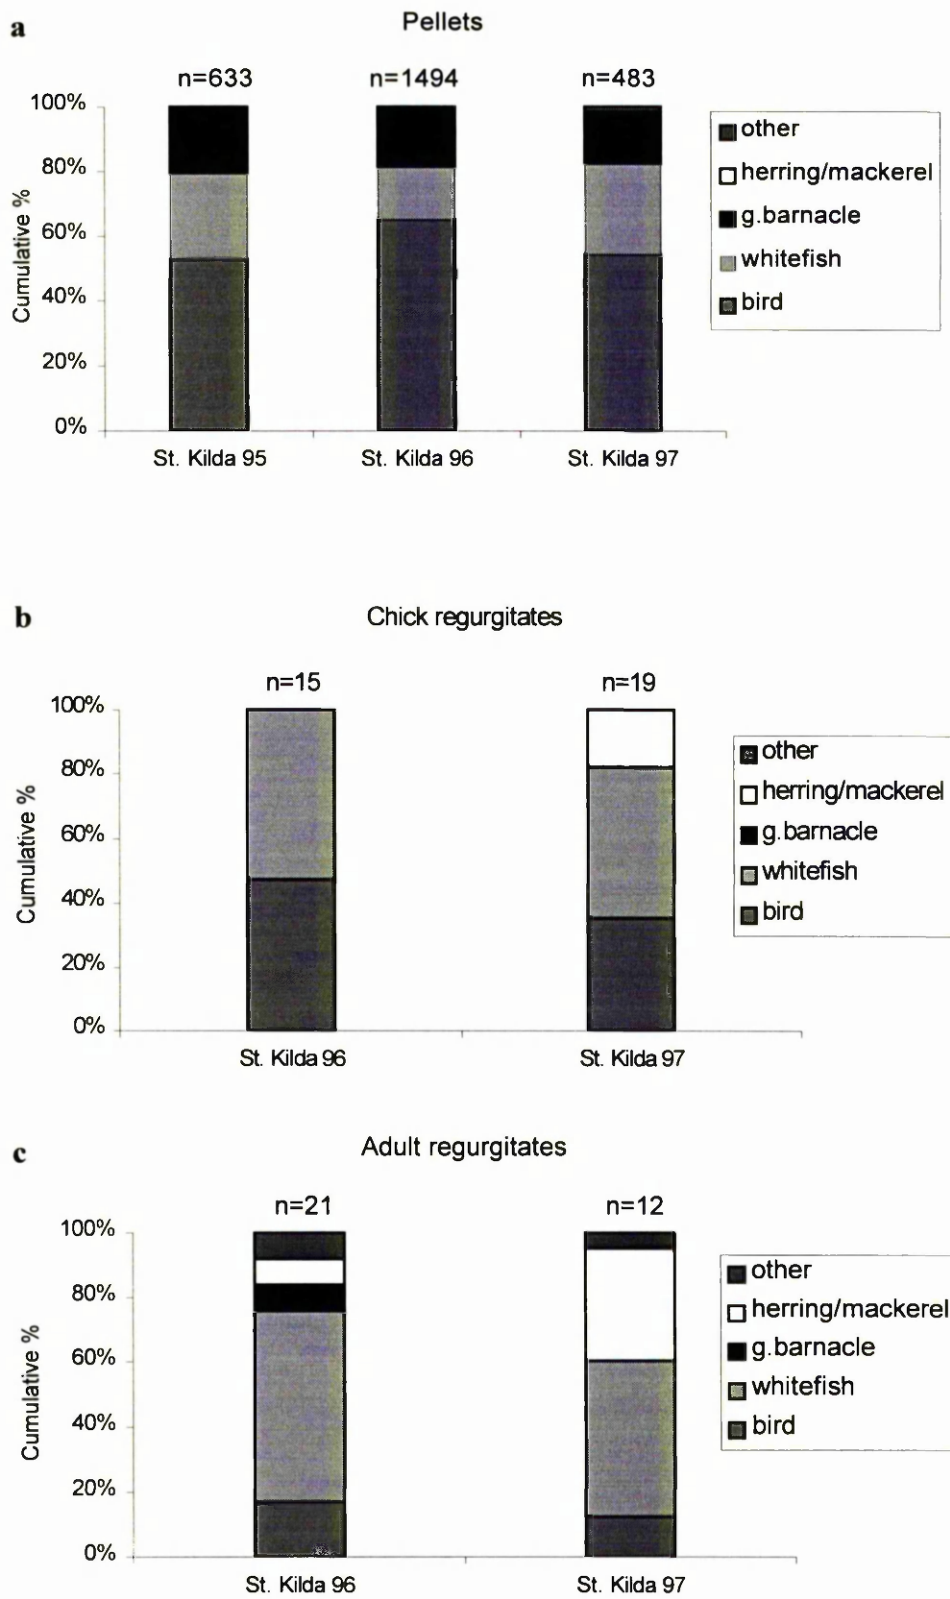 a
Pellets
n=633 n=1494 n=483
100%
80%
60%
40%
20%
0%
Cumulative %
St. Kilda 95 St. Kilda 96 St. Kilda 97
other
herring/mackerel
g.barnacle
whitefish
bird
b
Chick regurgitates
n=15 n=19
100%
80%
60%
40%
20%
0%
Cumulative %
St. Kilda 96 St. Kilda 97
other
herring/mackerel
g.barnacle
whitefish
bird
c
Adult regurgitates
n=21 n=12
100%
80%
60%
40%
20%
0%
Cumulative %
St. Kilda 96 St. Kilda 97
other
herring/mackerel
g.barnacle
whitefish
bird